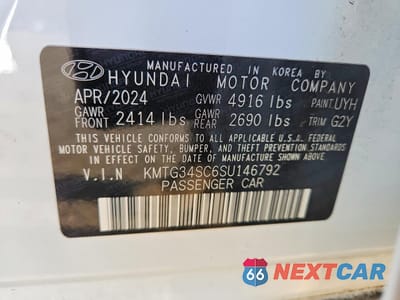 MANUFACTURED IN KOREA BY
HYUNDAI MOTOR COMPANY
APR/2024 GVWR 4916 lbs PAINT: UYH
GAWR FRONT 2414 lbs GAWR REAR 2690 lbs TRIM G2Y
THIS VEHICLE CONFORMS TO ALL APPLICABLE U.S.A. FEDERAL
MOTOR VEHICLE SAFETY, BUMPER, AND THEFT PREVENTION STANDARDS
IN EFFECT ON THE DATE OF MANUFACTURE SHOWN ABOVE.
V.I.N KMTG34SC6SU146792
PASSENGER CAR
66 NEXTCAR